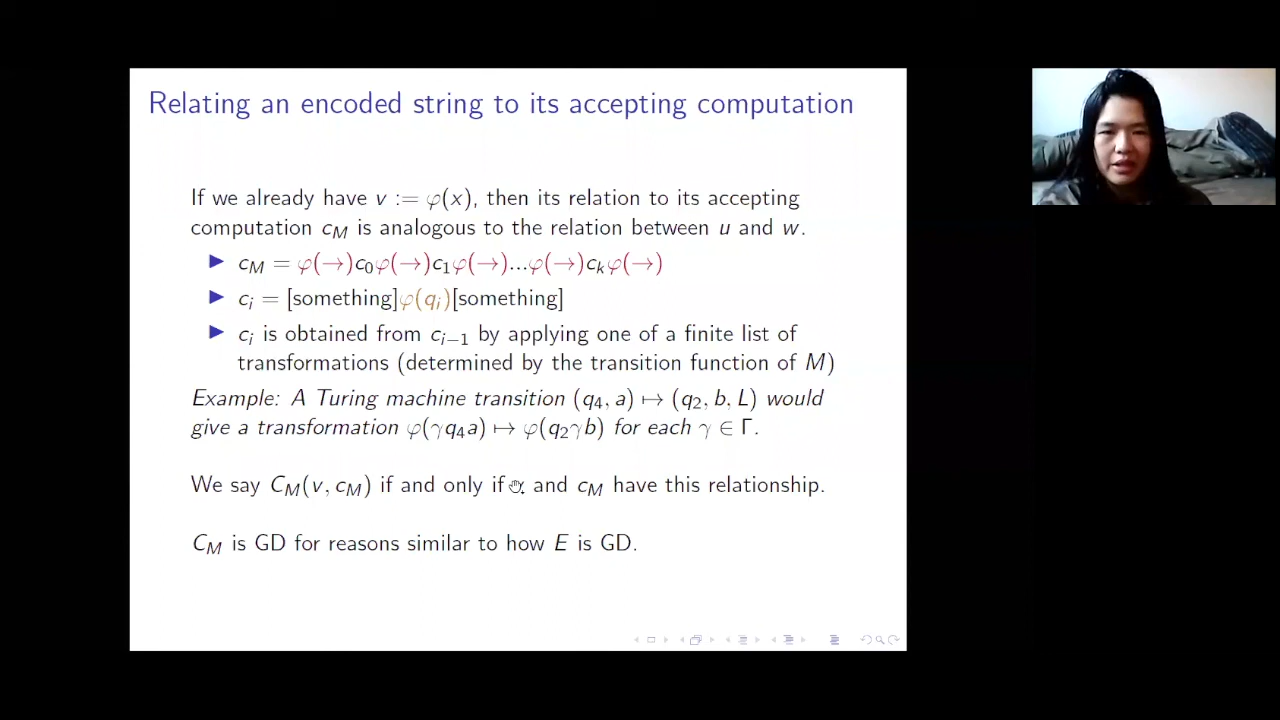 Relating an encoded string to its accepting computation
If we already have v := φ(x), then its relation to its accepting
computation c_M is analogous to the relation between u and w.
▶ c_M = φ(→)c_0φ(→)c_1φ(→)...φ(→)c_kφ(→)
▶ c_i = [something]φ(q_i)[something]
▶ c_i is obtained from c_{i−1} by applying one of a finite list of
transformations (determined by the transition function of M)
Example: A Turing machine transition (q_4, a) ↦ (q_2, b, L) would
give a transformation φ(γq_4a) ↦ φ(q_2γb) for each γ ∈ Γ.
We say C_M(v, c_M) if and only if and c_M have this relationship.
C_M is GD for reasons similar to how E is GD.